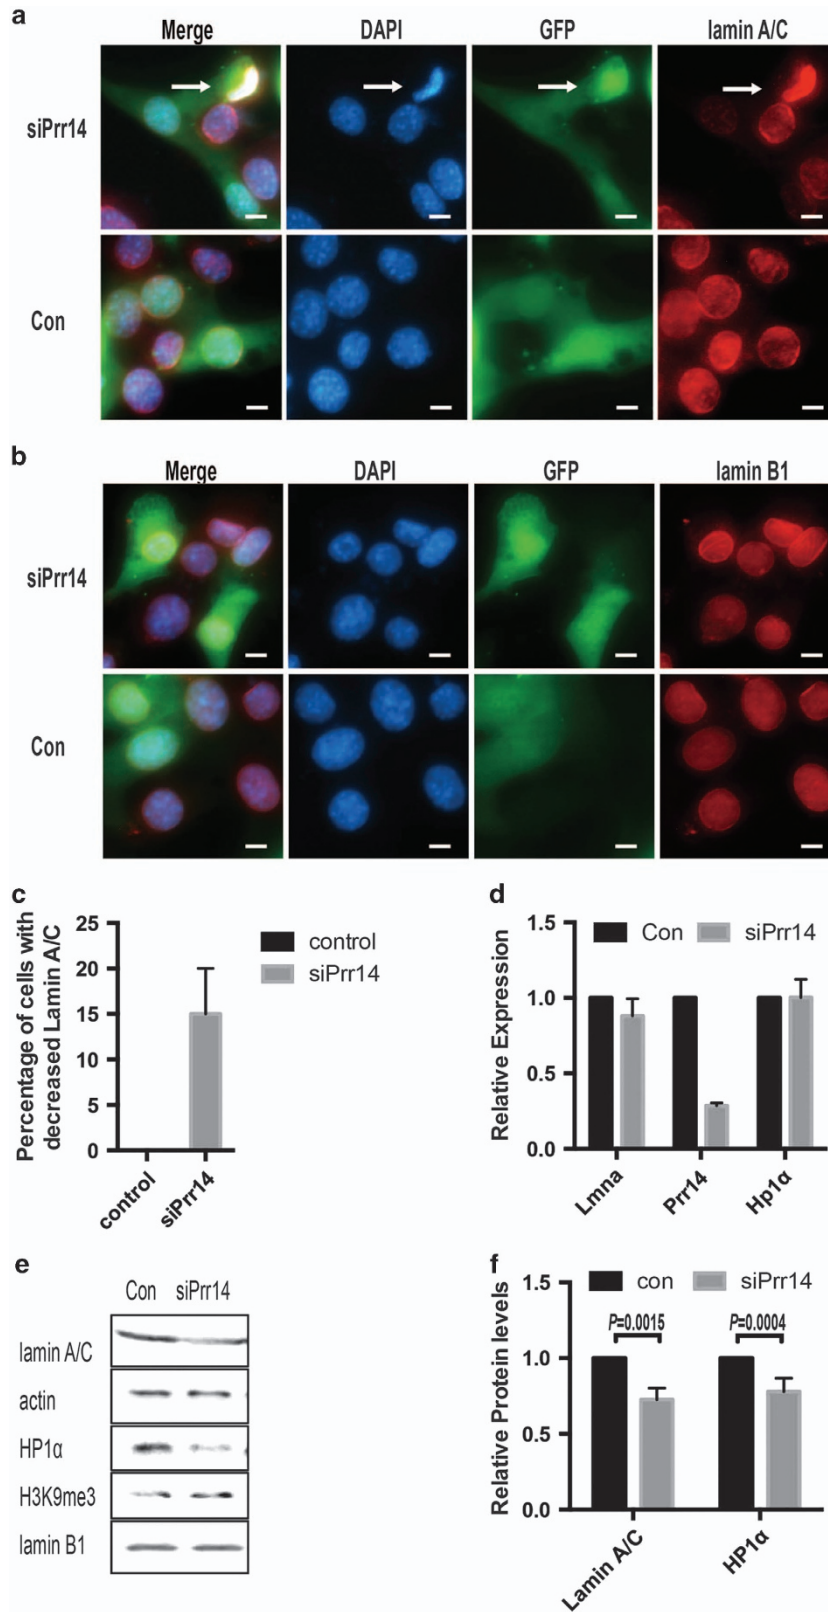 a
Merge DAPI GFP lamin A/C
siPrr14
Con
b
Merge DAPI GFP lamin B1
siPrr14
Con
c
Percentage of cells with
decreased Lamin A/C
25
20
15
10
5
0
control
siPrr14
control
siPrr14
d
Relative Expression
1.5
1.0
0.5
0.0
Con siPrr14
Lmna
Prr14
Hp1α
e
Con siPrr14
lamin A/C
actin
HP1α
H3K9me3
lamin B1
f
Relative Protein levels
1.5
1.0
0.5
0.0
con siPrr14
P=0.0015 P=0.0004
Lamin A/C
HP1α